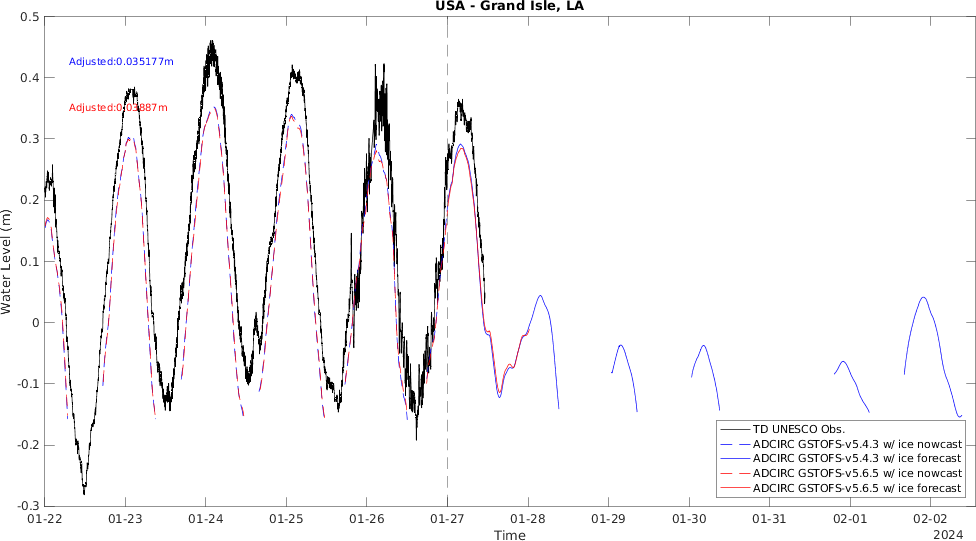 USA - Grand Isle, LA
Adjusted:0.035177m
Adjusted:0.03887m
Water Level (m)
0.5
0.4
0.3
0.2
0.1
0
-0.1
-0.2
-0.3
01-22
01-23
01-24
01-25
01-26
01-27
01-28
01-29
01-30
01-31
02-01
02-02
2024
Time
TD UNESCO Obs.
ADCIRC GSTOFS-v5.4.3 w/ ice nowcast
ADCIRC GSTOFS-v5.4.3 w/ ice forecast
ADCIRC GSTOFS-v5.6.5 w/ ice nowcast
ADCIRC GSTOFS-v5.6.5 w/ ice forecast